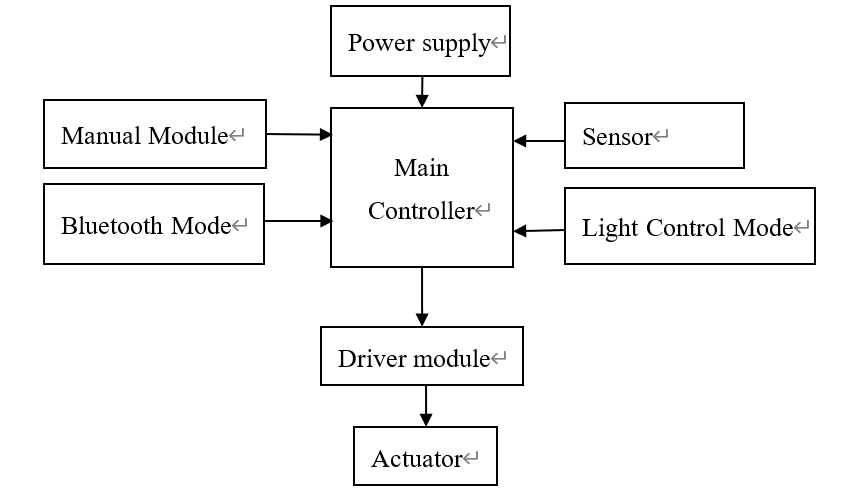 Power supply
Manual Module
Sensor
Main
Controller
Bluetooth Mode
Light Control Mode
Driver module
Actuator